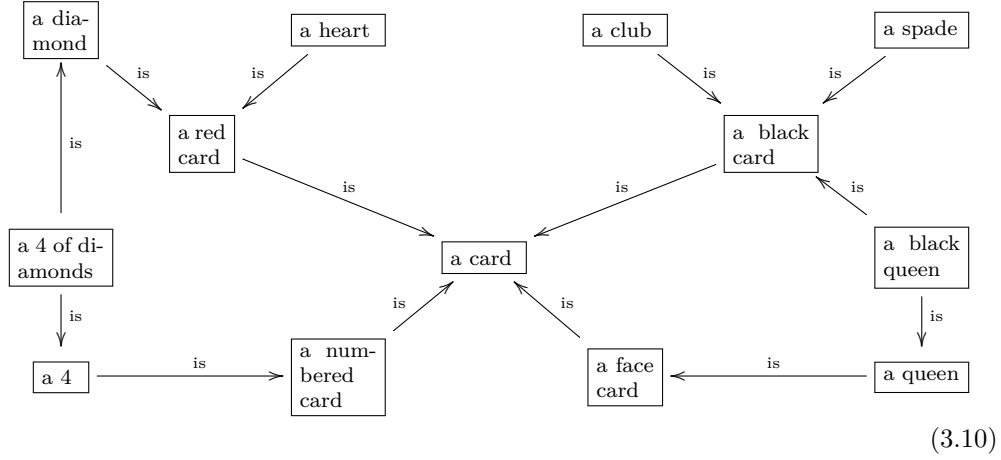 a dia-
mond
a heart
a club
a spade
is
is
is
is
a red
card
a black
card
is
is
is
is
a 4 of di-
amonds
a card
a black
queen
is
is
is
is
a 4
is
a num-
bered
card
a face
card
is
a queen
(3.10)